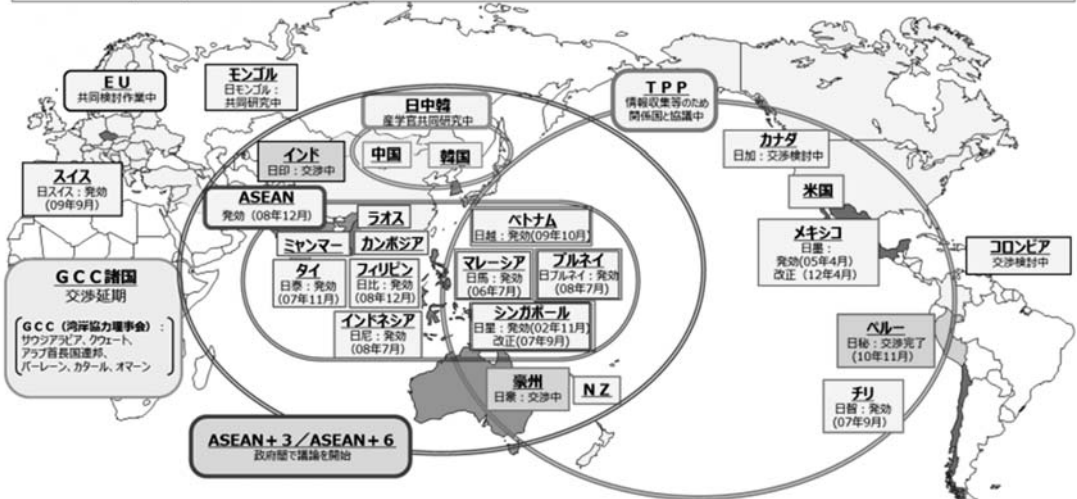 EU
共同検討作業中
モンゴル
日モンゴル：
共同研究中
日中韓
産学官共同研究中
中国
韓国
TPP
情報収集等のため
関係国と協議中
カナダ
日加：交渉検討中
米国
インド
日印：交渉中
スイス
日スイス：発効
(09年9月)
ASEAN
発効（08年12月）
ラオス
ミャンマー
カンボジア
タイ
日泰：発効
(07年11月)
フィリピン
日比：発効
(08年12月)
インドネシア
日尼：発効
(08年7月)
ベトナム
日越：発効(09年10月)
マレーシア
日馬：発効
(06年7月)
ブルネイ
日ブルネイ：発効
(08年7月)
シンガポール
日星：発効(02年11月)
改正(07年9月)
メキシコ
日墨：
発効(05年4月)
改正（12年4月）
コロンビア
交渉検討中
GCC諸国
交渉延期
GCC（湾岸協力理事会）：
サウジアラビア、クウェート、
アラブ首長国連邦、
バーレーン、カタール、オマーン
ペルー
日秘：交渉完了
(10年11月)
豪州
日豪：交渉中
NZ
チリ
日智：発効
(07年9月)
ASEAN＋3／ASEAN＋6
政府間で議論を開始